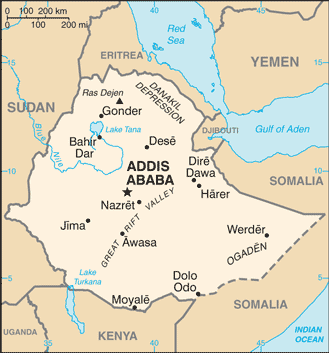 0 100 200 km
0 100 200 mi
40
45
Red
Sea
YEMEN
ERITREA
15
SUDAN
Ras Dejen
DANAKIL
DEPRESSION
Gonder
Lake Tana
DJIBOUTI
Gulf of Aden
Blue
Nile
Bahir
Dar
Desē
10
ADDIS
ABABA
Dirē
Dawa
Hārer
SOMALIA
Nazrēt
Jīma
GREAT RIFT VALLEY
Āwasa
Werdēr
OGADĒN
5
Lake
Turkana
Dolo
Odo
Moyalē
SOMALIA
UGANDA
KENYA
INDIAN
OCEAN